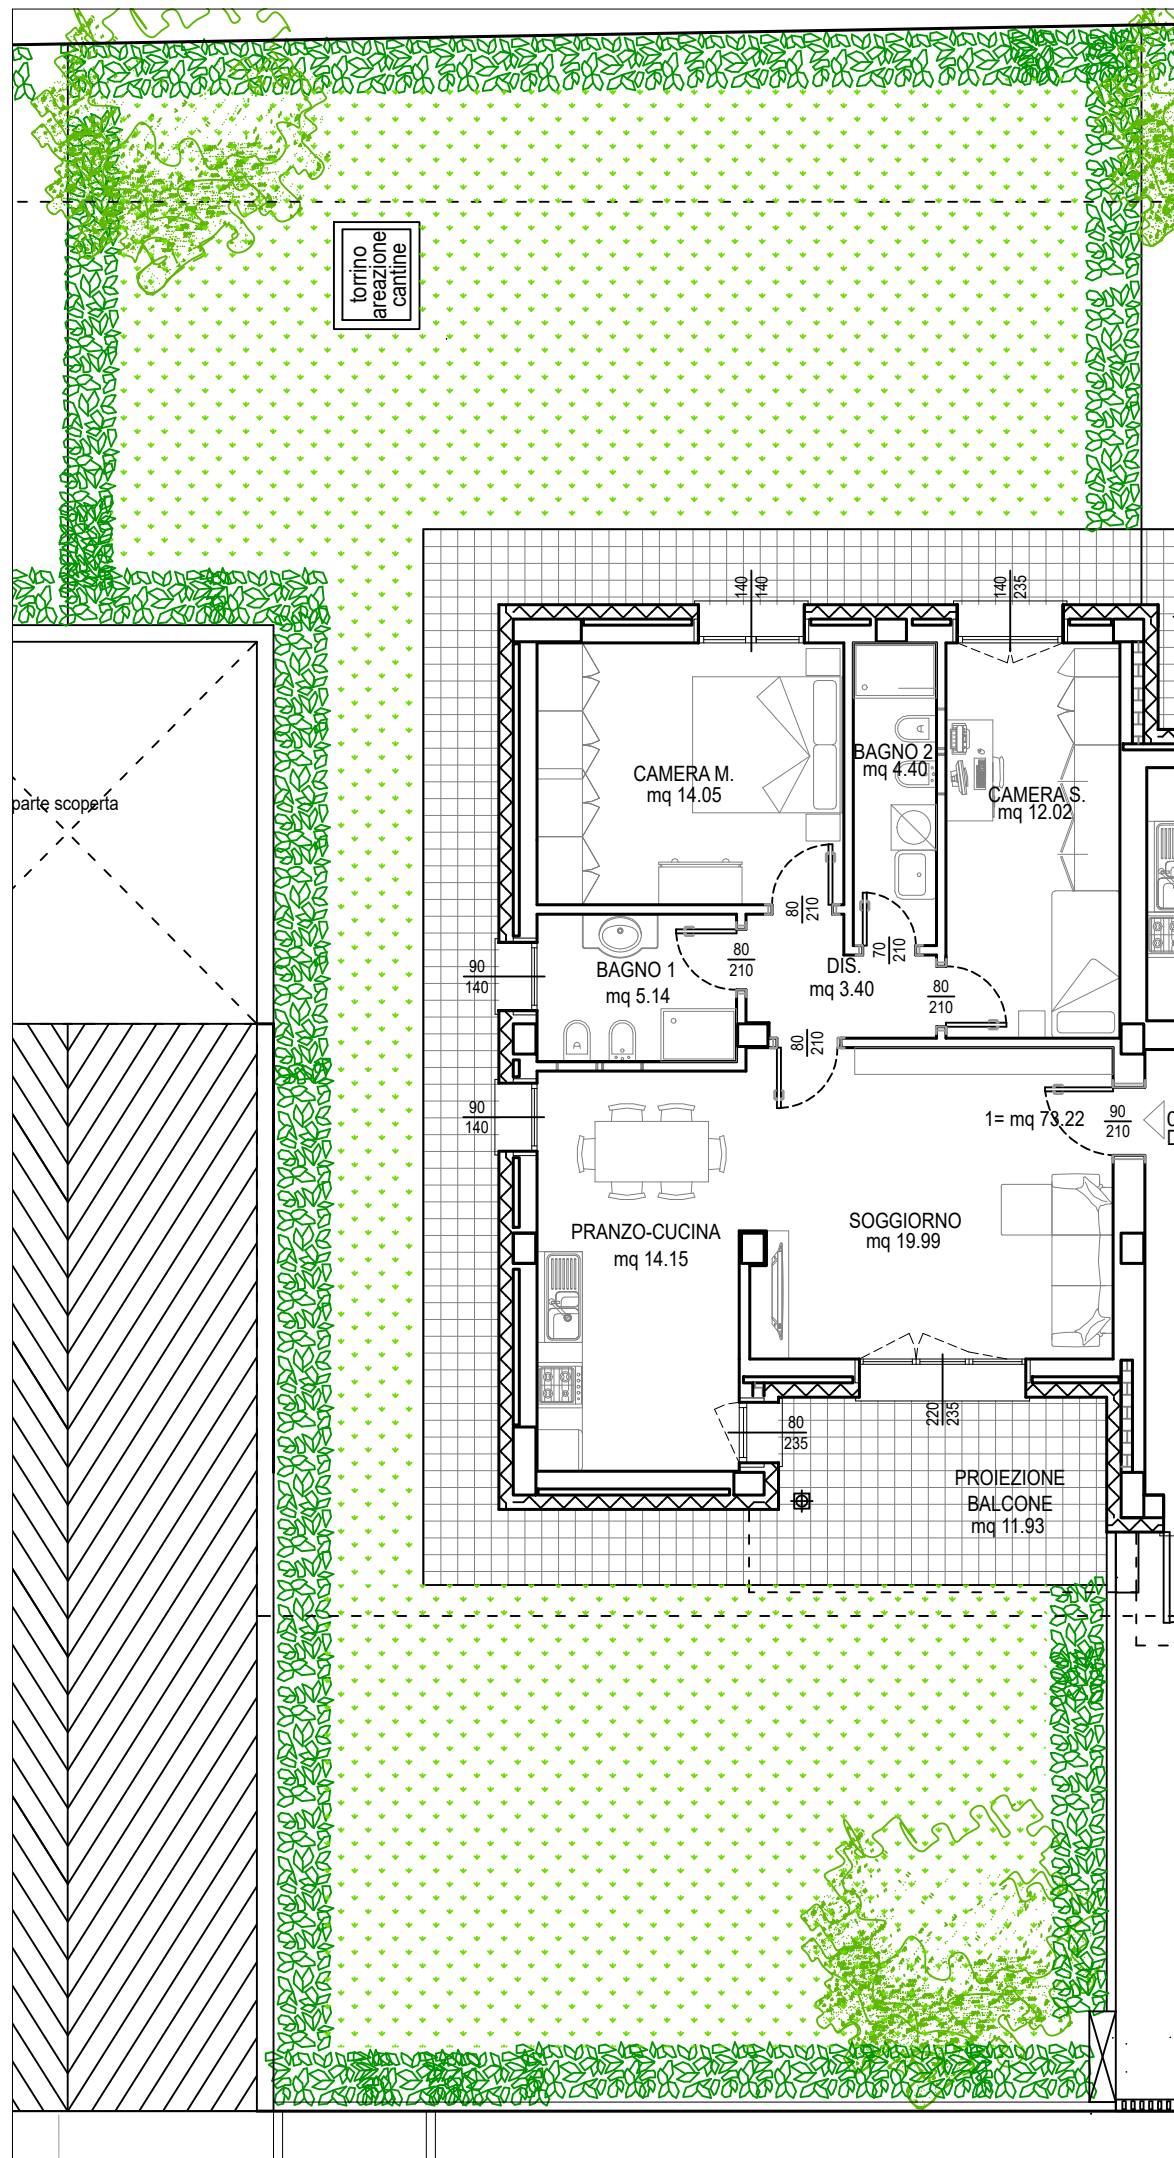 torrino
areazione
cantine
140
140
140
235
CAMERA M.
mq 14.05
BAGNO 2
mq 4.40
CAMERA S.
mq 12.02
parte scoperta
80
210
70
210
80
210
BAGNO 1
mq 5.14
DIS.
mq 3.40
90
140
80
210
80
210
90
140
1= mq 73.22
90
210
SOGGIORNO
mq 19.99
PRANZO-CUCINA
mq 14.15
220
235
80
235
PROIEZIONE
BALCONE
mq 11.93